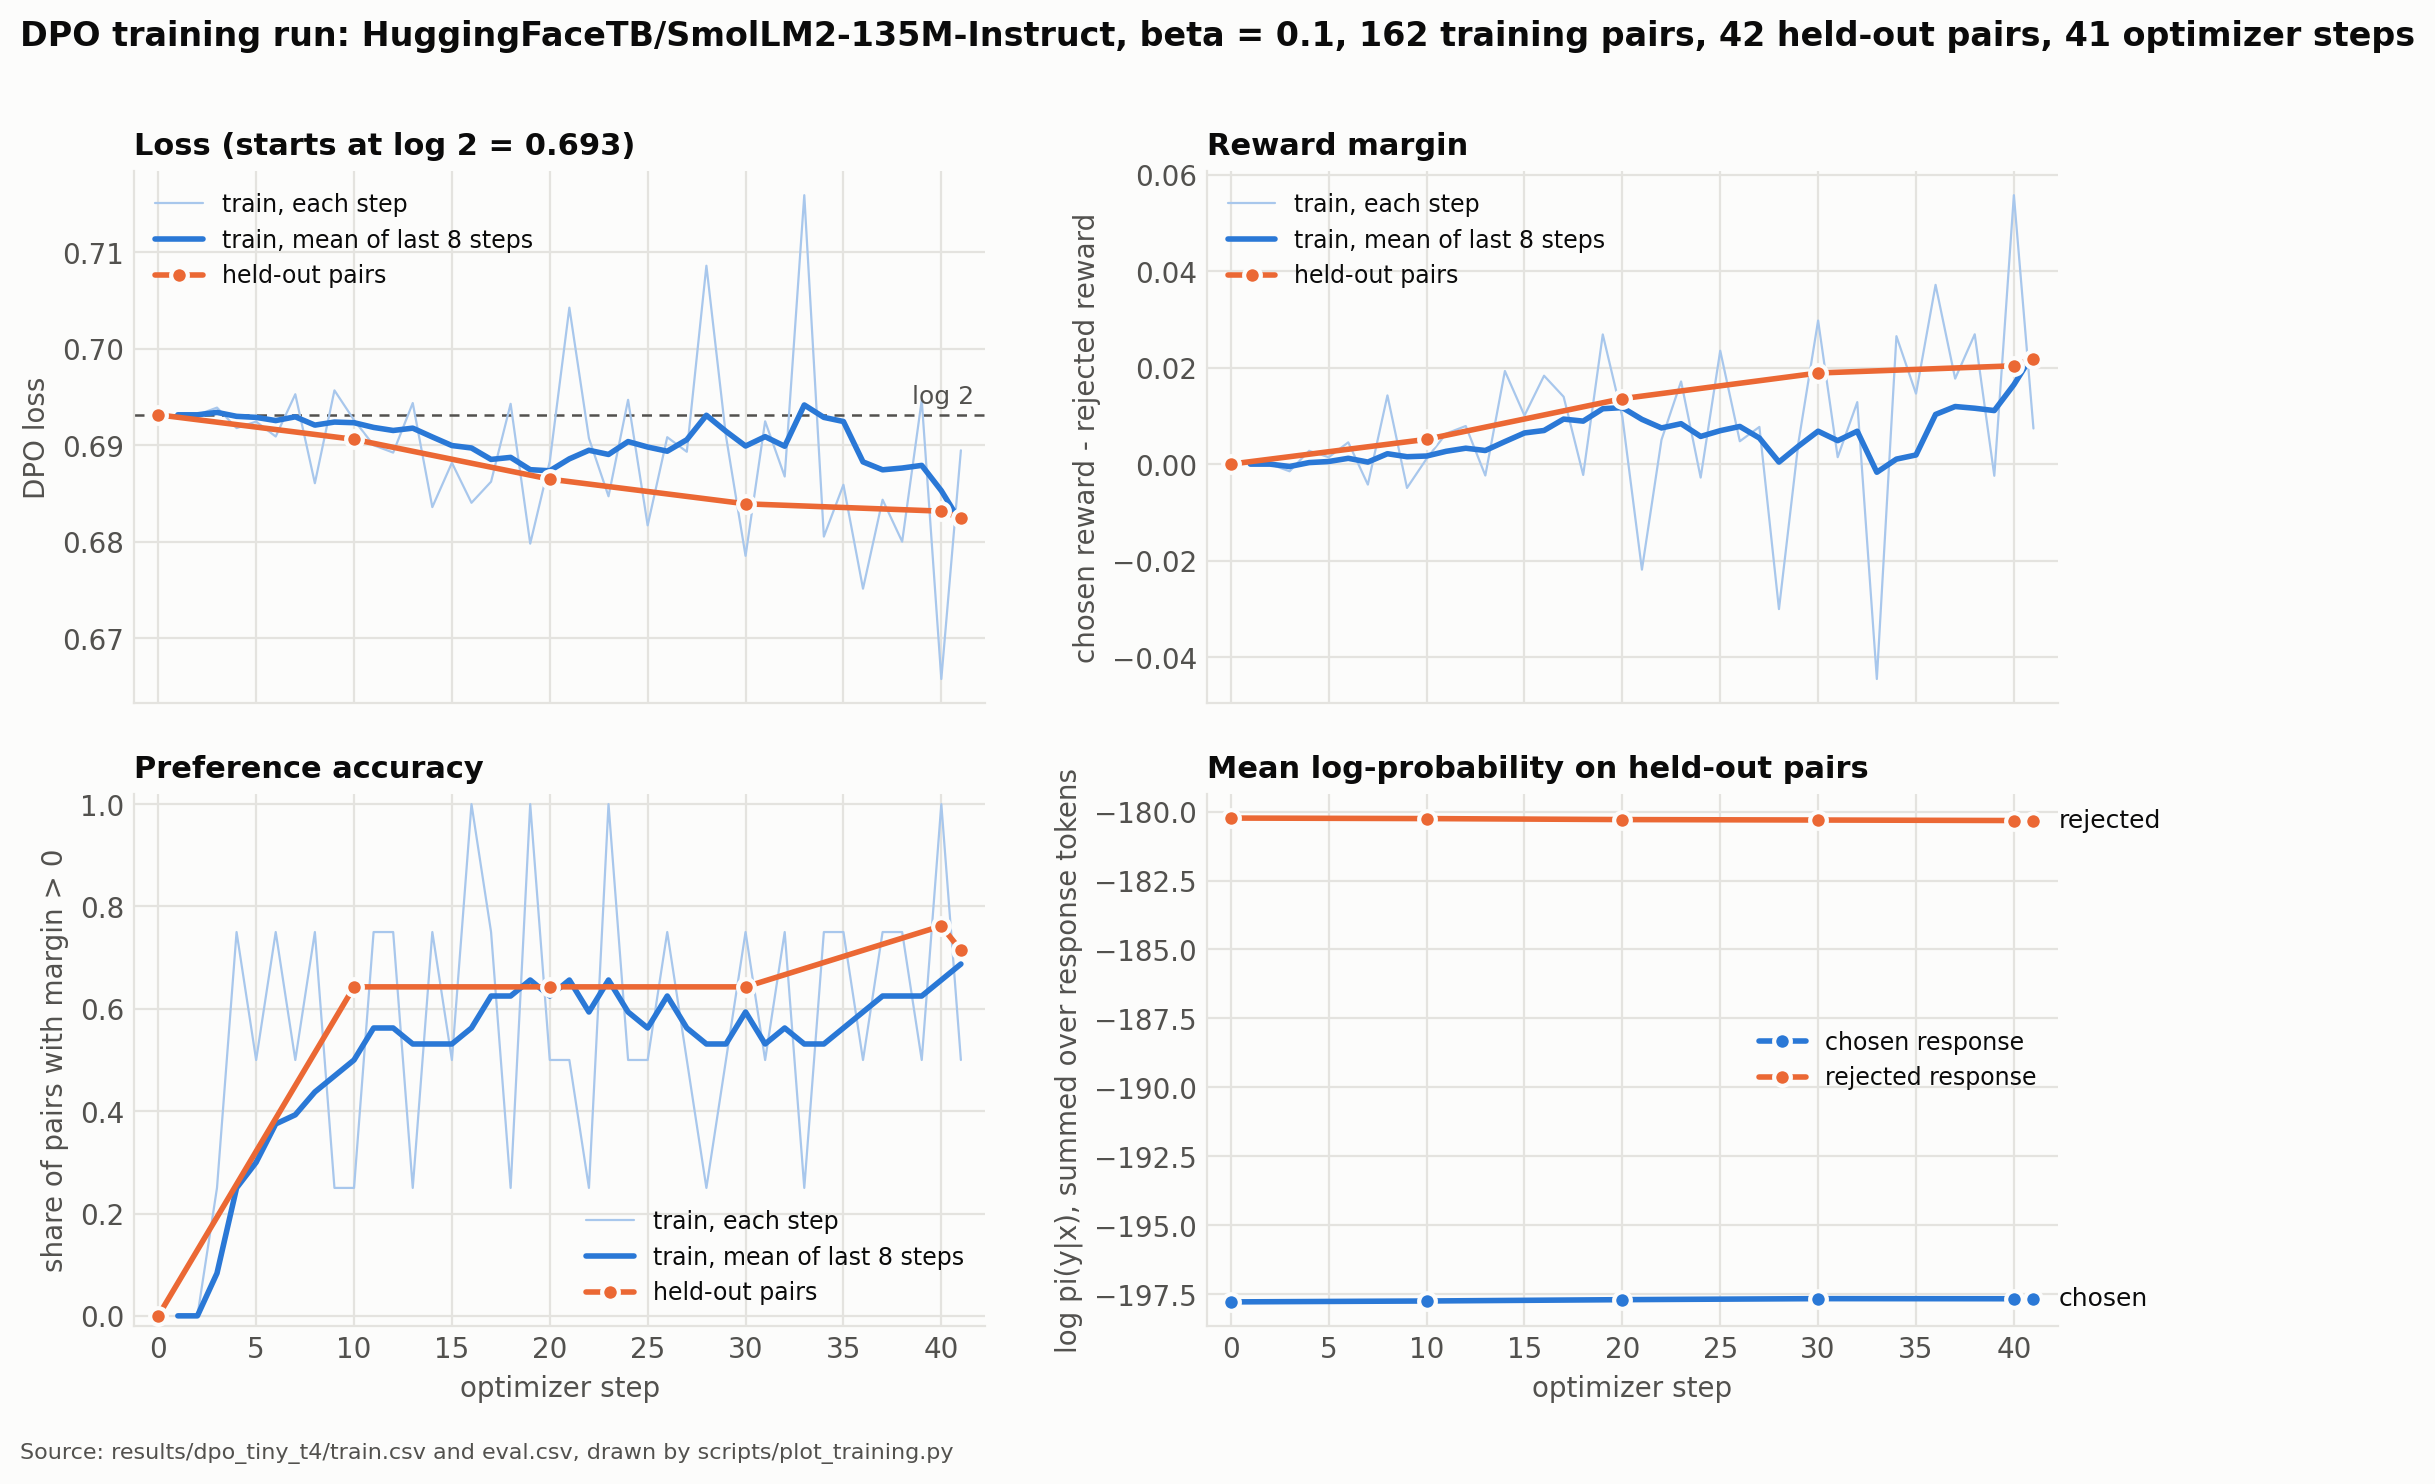 DPO training run: HuggingFaceTB/SmolLM2-135M-Instruct, beta = 0.1, 162 training pairs, 42 held-out pairs, 41 optimizer steps
Loss (starts at log 2 = 0.693)
train, each step
train, mean of last 8 steps
held-out pairs
log 2
0.71
0.70
0.69
0.68
0.67
DPO loss
Reward margin
train, each step
train, mean of last 8 steps
held-out pairs
0.06
0.04
0.02
0.00
−0.02
−0.04
chosen reward - rejected reward
Preference accuracy
1.0
0.8
0.6
0.4
0.2
0.0
share of pairs with margin > 0
train, each step
train, mean of last 8 steps
held-out pairs
0 5 10 15 20 25 30 35 40
optimizer step
Mean log-probability on held-out pairs
−180.0
−182.5
−185.0
−187.5
−190.0
−192.5
−195.0
−197.5
log pi(y|x), summed over response tokens
rejected
chosen response
rejected response
chosen
0 5 10 15 20 25 30 35 40
optimizer step
Source: results/dpo_tiny_t4/train.csv and eval.csv, drawn by scripts/plot_training.py